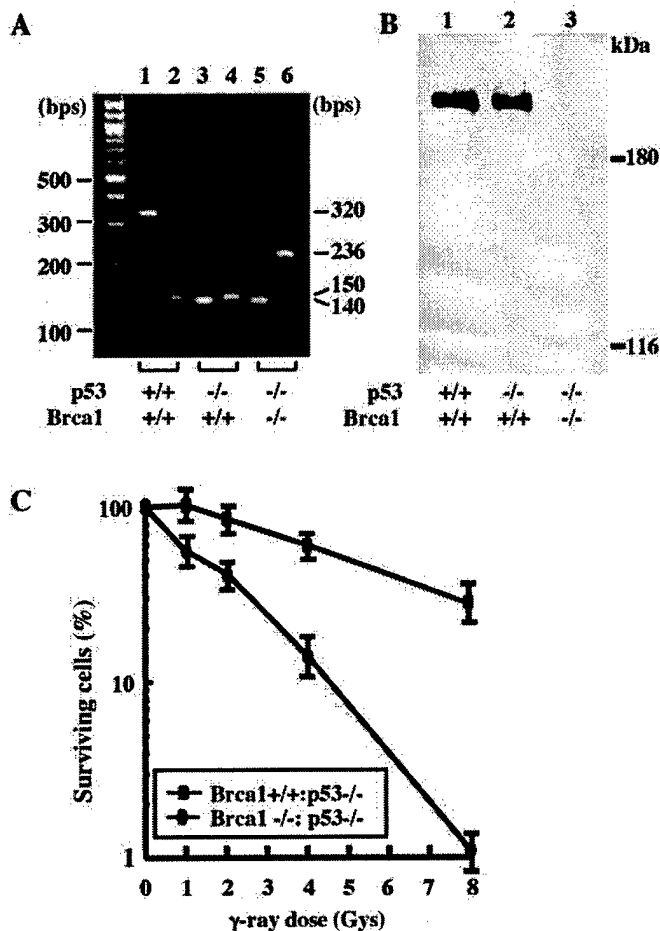 A
1 2 3 4 5 6
(bps) (bps)
500
300
200
100
320
236
150
140
p53 +/+ -/- -/-
Brca1 +/+ +/+ -/-
B
1 2 3
kDa
180
116
p53 +/+ -/- -/-
Brca1 +/+ +/+ -/-
C
100
10
1
Surviving cells (%)
Brca1+/+:p53-/-
Brca1 -/-: p53-/-
0 1 2 3 4 5 6 7 8
γ-ray dose (Gys)